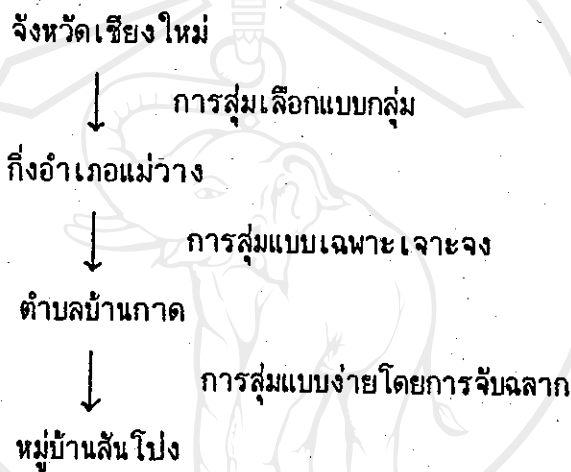 จังหวัดเชียงใหม่
การสุ่มเลือกแบบกลุ่ม
กิ่งอำเภอแม่วาง
การสุ่มแบบเฉพาะเจาะจง
ตำบลบ้านกาด
การสุ่มแบบง่ายโดยการจับฉลาก
หมู่บ้านสันโป่ง